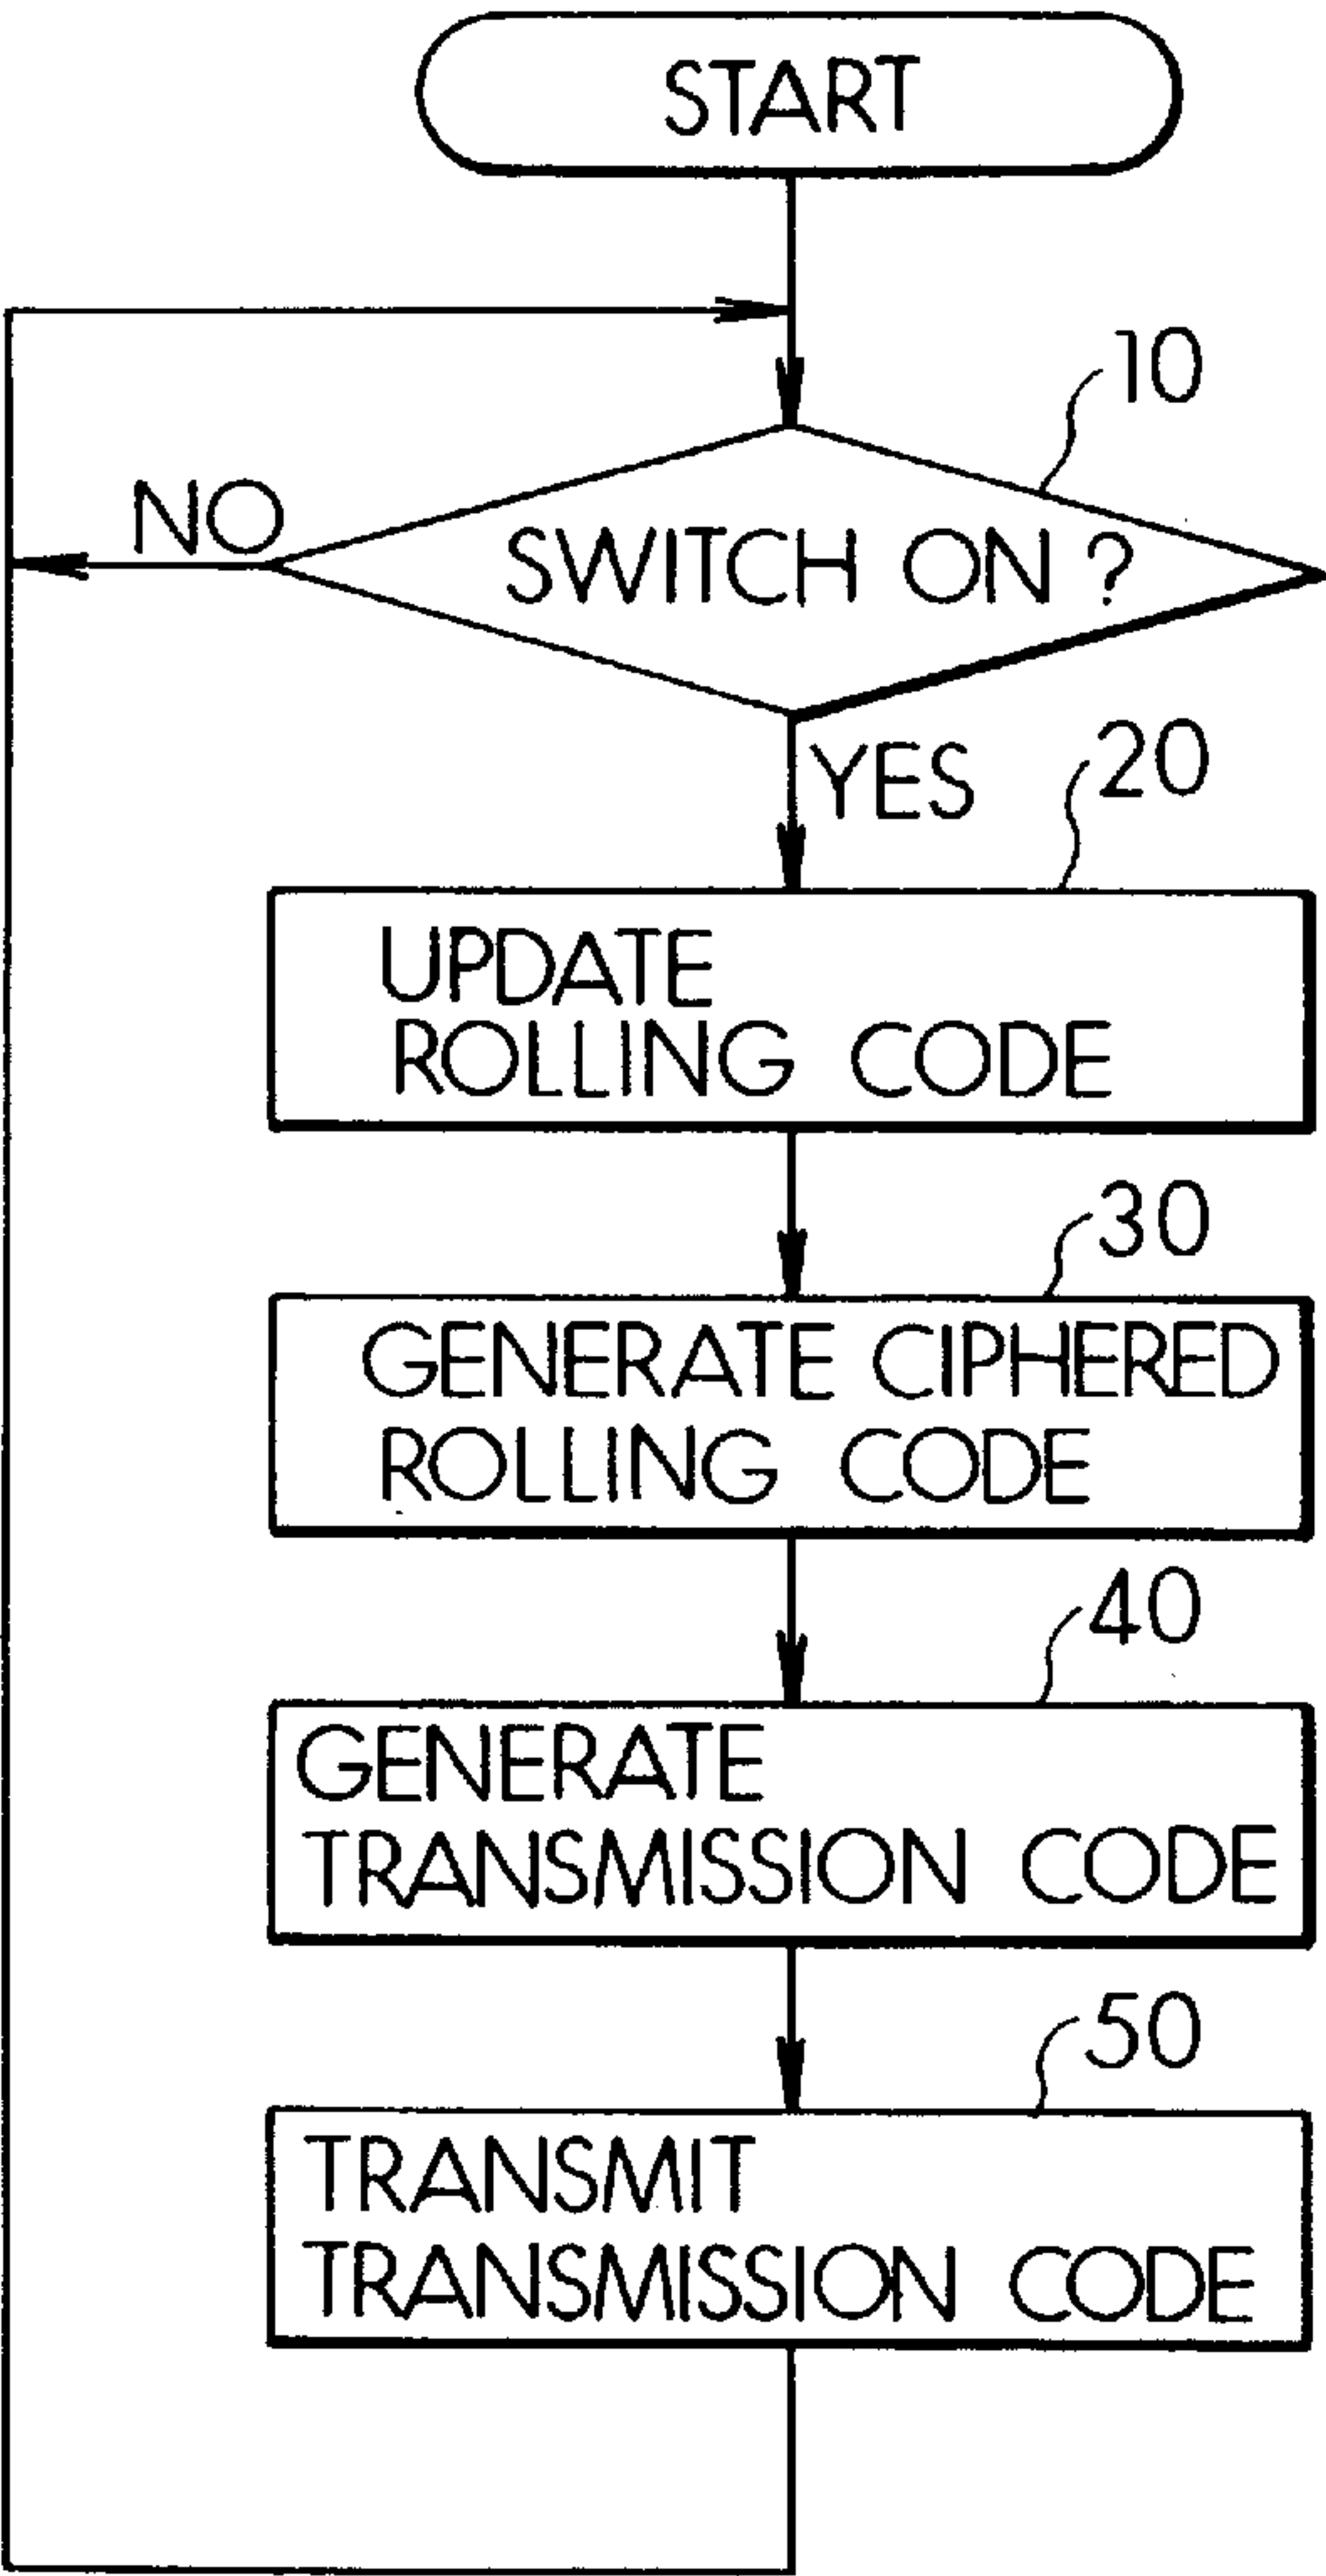 START
10
NO
SWITCH ON ?
YES
20
UPDATE
ROLLING CODE
30
GENERATE CIPHERED
ROLLING CODE
40
GENERATE
TRANSMISSION CODE
50
TRANSMIT
TRANSMISSION CODE